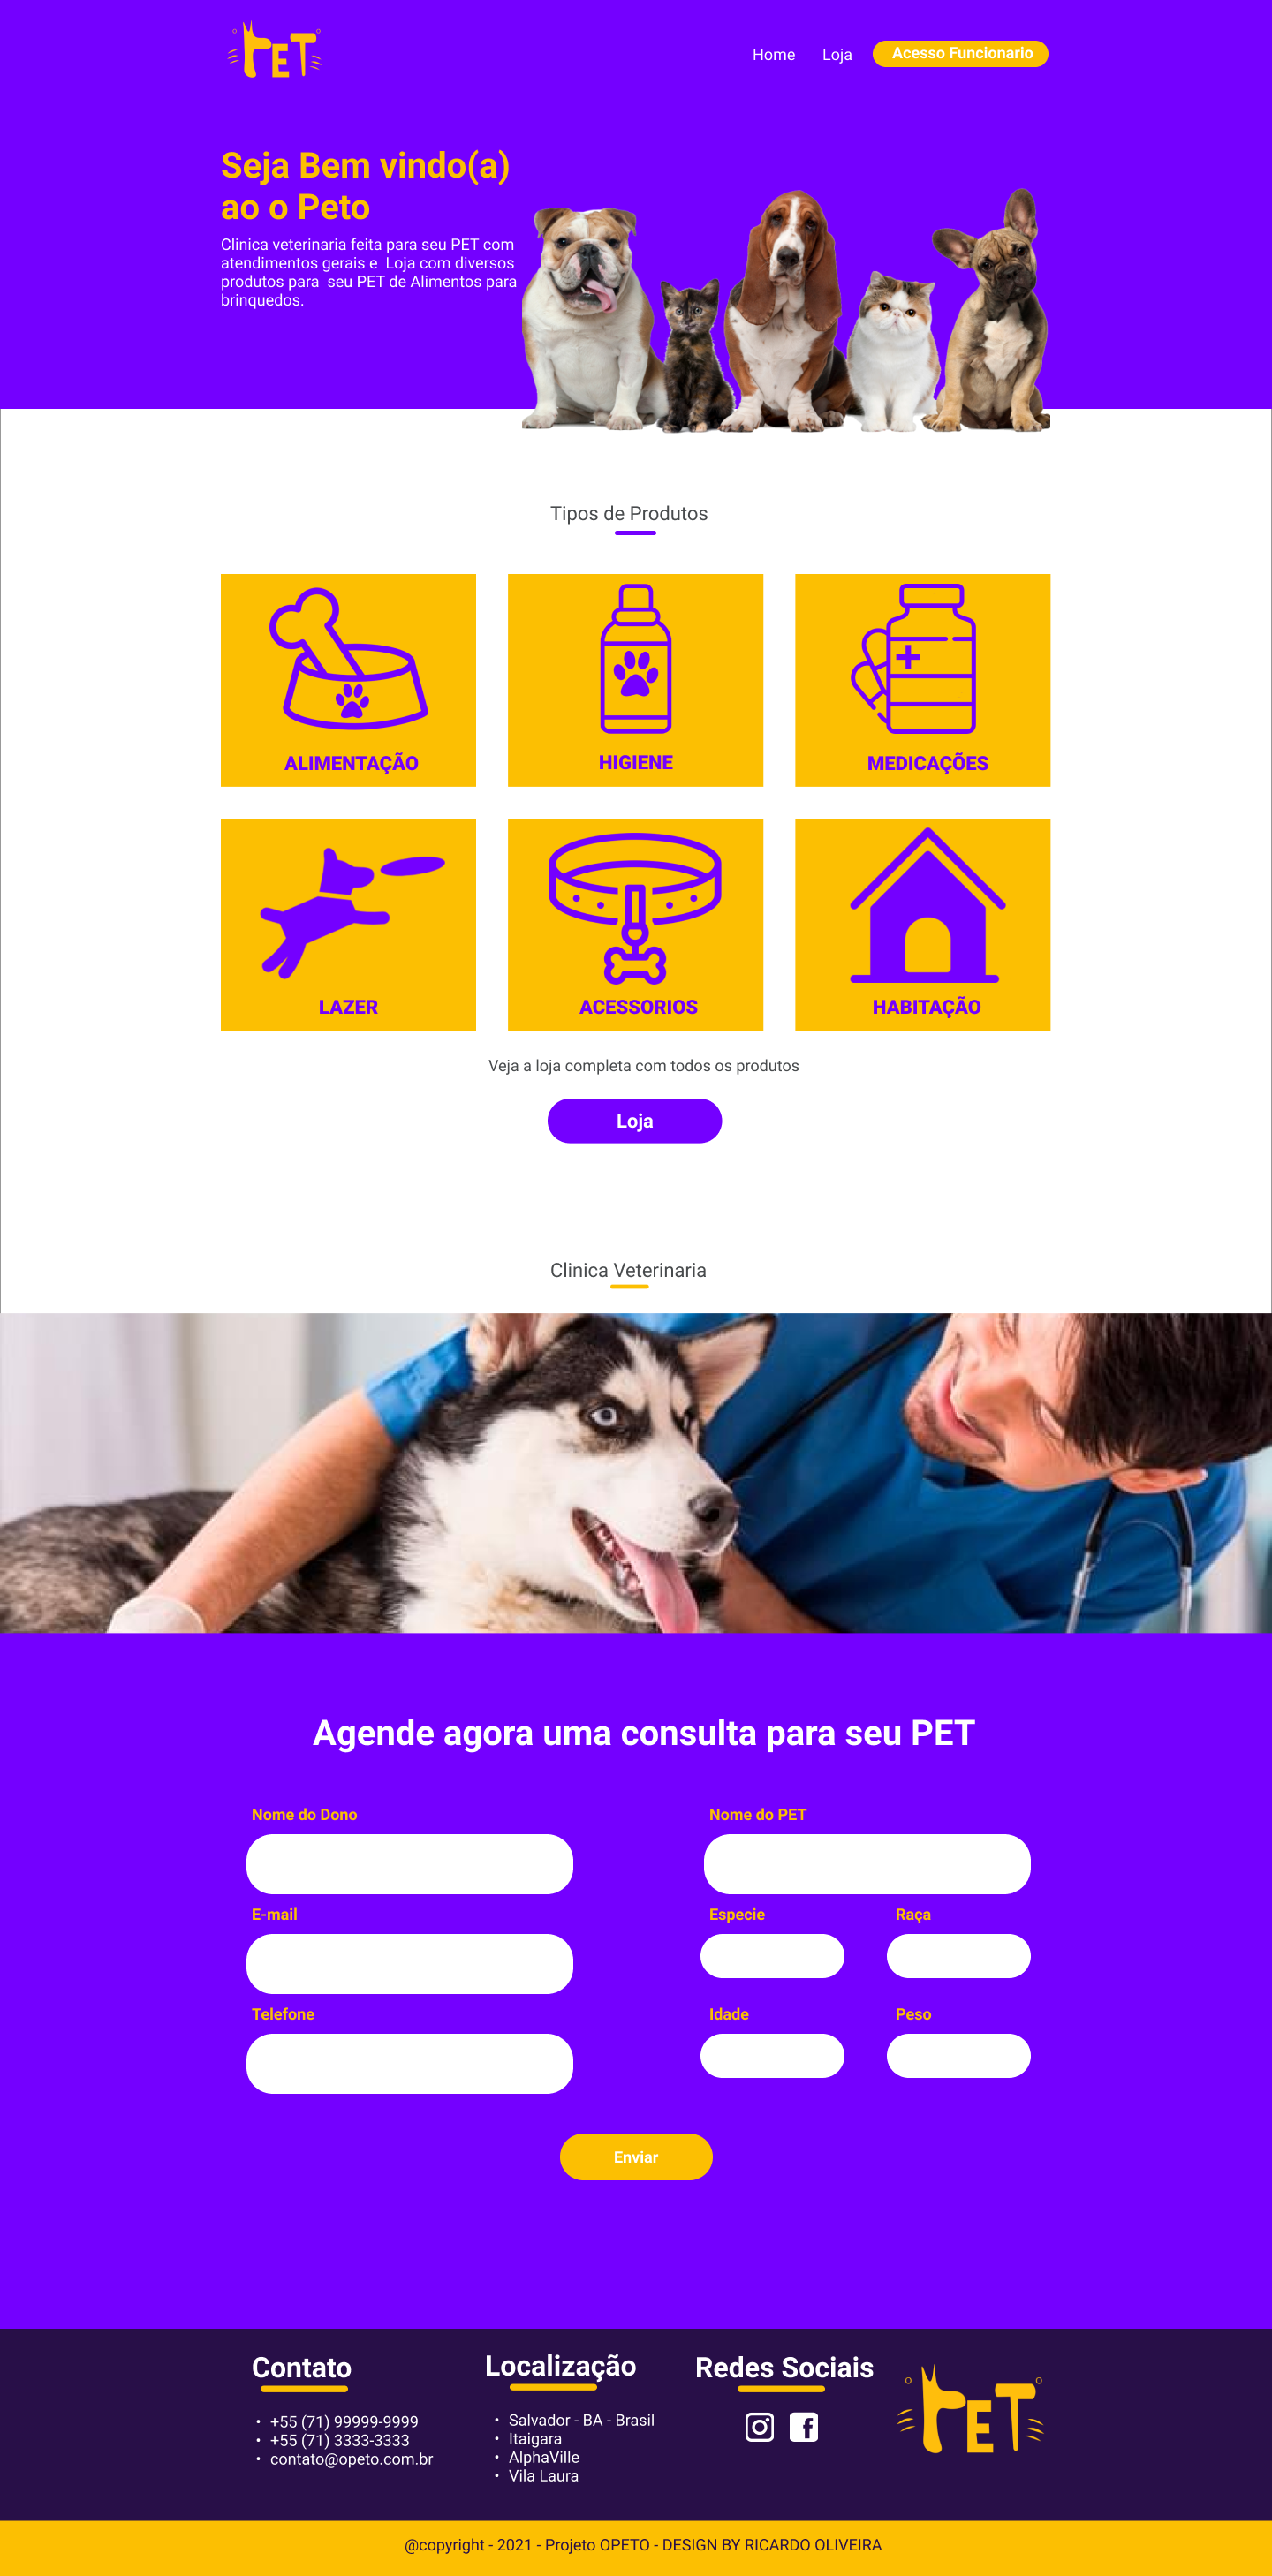 PET
Home
Loja
Acesso Funcionario
Seja Bem vindo(a)
ao o Peto
Clinica veterinaria feita para seu PET com
atendimentos gerais e Loja com diversos
produtos para seu PET de Alimentos para
brinquedos.
Tipos de Produtos
ALIMENTAÇÃO
HIGIENE
MEDICAÇÕES
LAZER
ACESSORIOS
HABITAÇÃO
Veja a loja completa com todos os produtos
Loja
Clinica Veterinaria
Agende agora uma consulta para seu PET
Nome do Dono
Nome do PET
E-mail
Especie
Raça
Telefone
Idade
Peso
Enviar
Contato
• +55 (71) 99999-9999
• +55 (71) 3333-3333
• contato@opeto.com.br
Localização
• Salvador - BA - Brasil
• Itaigara
• AlphaVille
• Vila Laura
Redes Sociais
PET
@copyright - 2021 - Projeto OPETO - DESIGN BY RICARDO OLIVEIRA